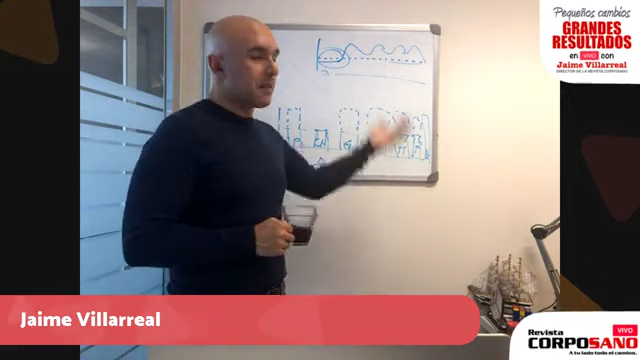 Pequeños cambios
GRANDES
RESULTADOS
en VIVO con
Jaime Villarreal
DIRECTOR DE LA REVISTA CORPOSANO
Jaime Villarreal
Revista VIVO
CORPOSANO
A tu lado todo el camino.